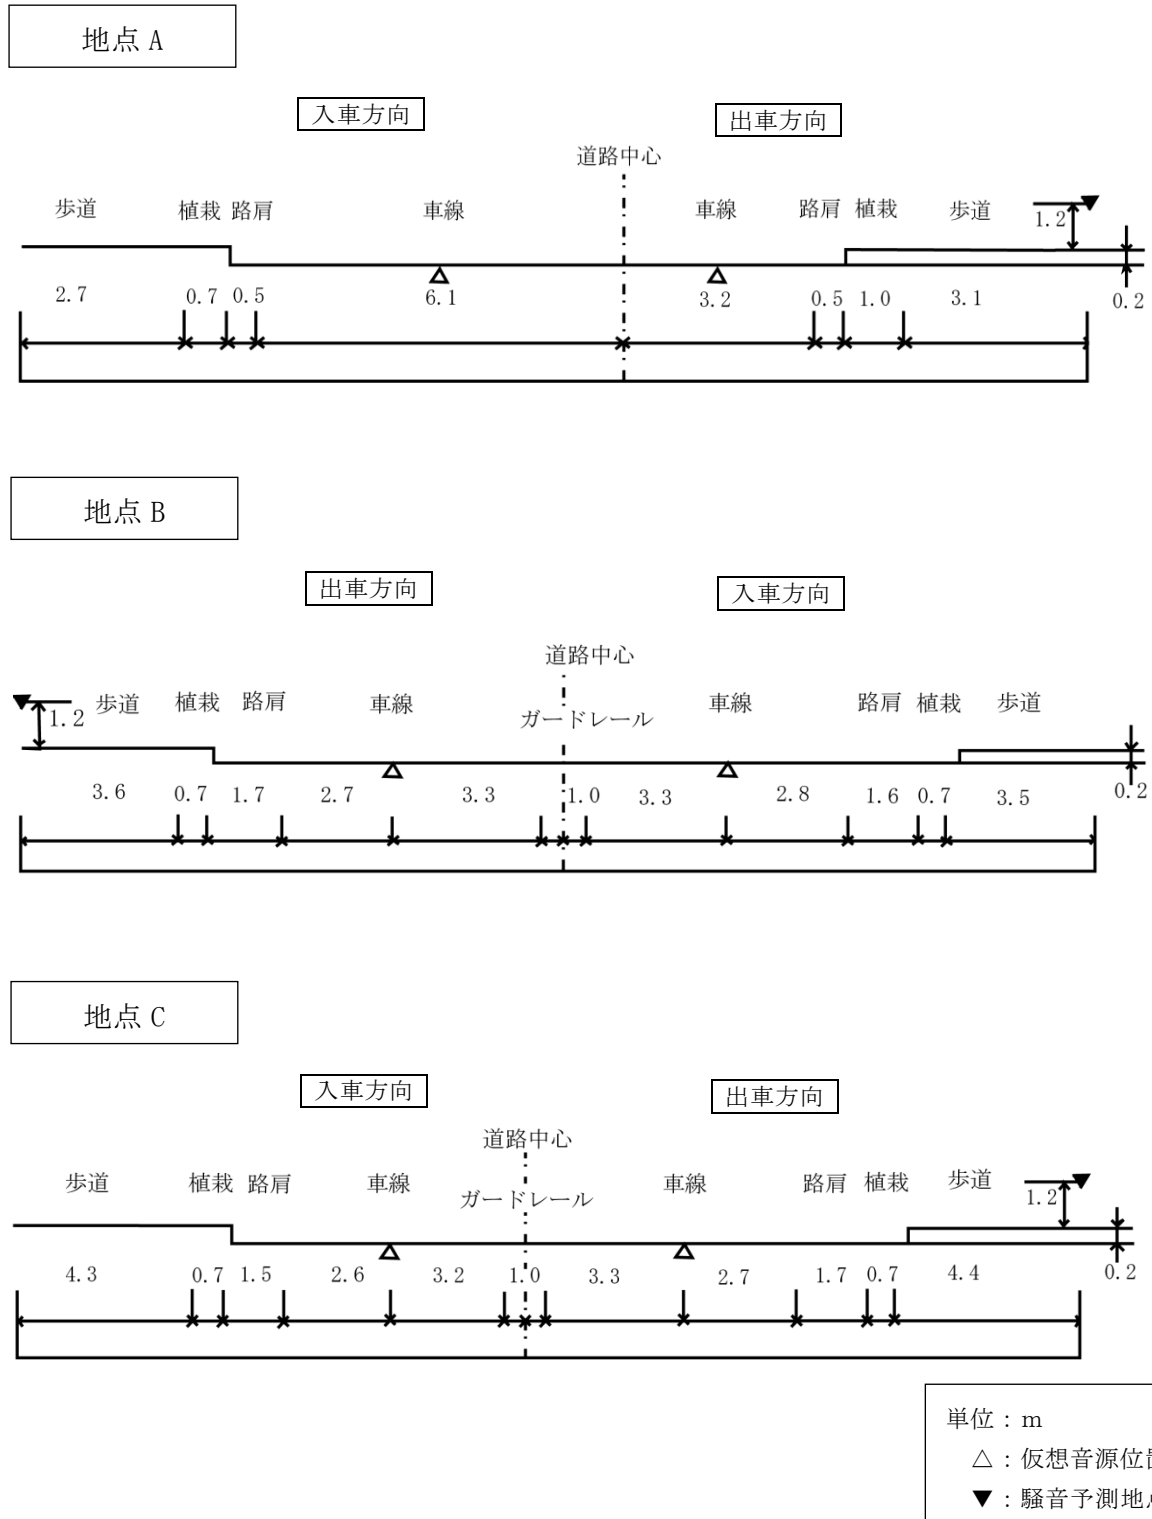 地点 A
入車方向
出車方向
道路中心
歩道 植栽 路肩 車線 車線 路肩 植栽 歩道
1.2
2.7 0.7 0.5 6.1 3.2 0.5 1.0 3.1 0.2
地点 B
出車方向 入車方向
道路中心
歩道 植栽 路肩 車線 ガードレール 車線 路肩 植栽 歩道
1.2
3.6 0.7 1.7 2.7 3.3 1.0 3.3 2.8 1.6 0.7 3.5 0.2
地点 C
入車方向 出車方向
道路中心
歩道 植栽 路肩 車線 ガードレール 車線 路肩 植栽 歩道
1.2
4.3 0.7 1.5 2.6 3.2 1.0 3.3 2.7 1.7 0.7 4.4 0.2
単位：m
△：仮想音源位
▼：騒音予測地